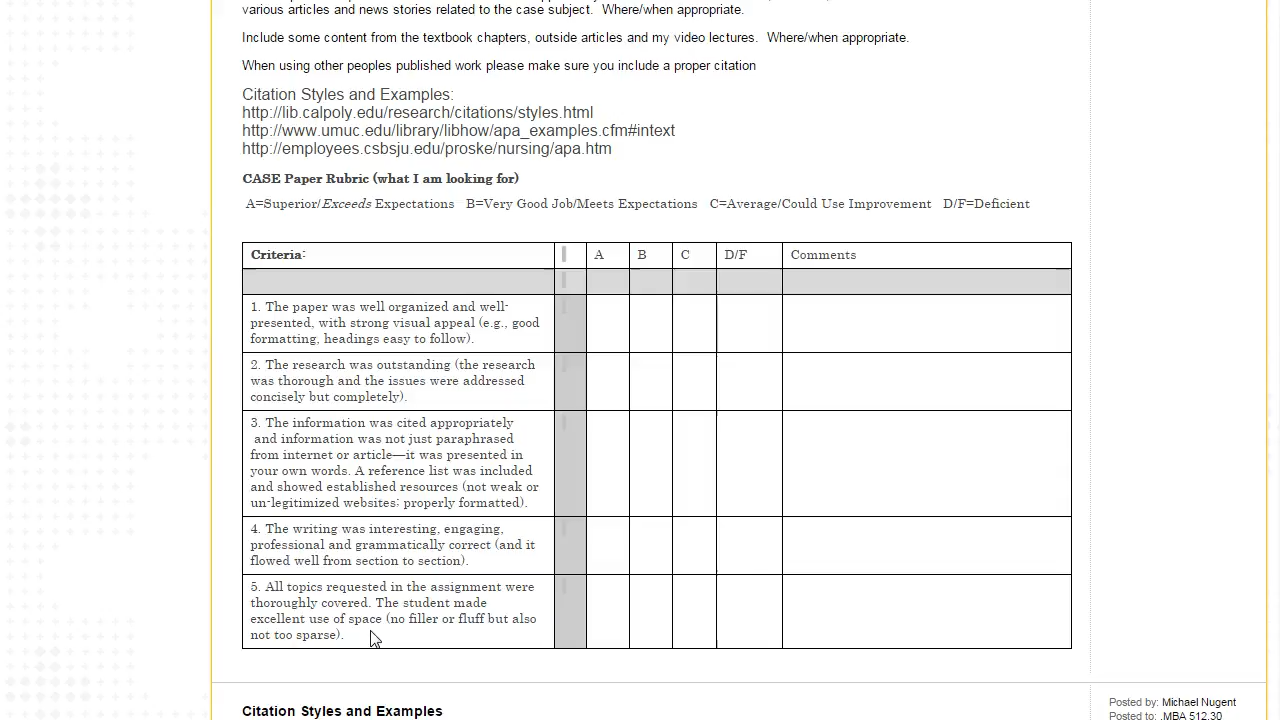 various articles and news stories related to the case subject.  Where/when appropriate.
Include some content from the textbook chapters, outside articles and my video lectures.  Where/when appropriate.
When using other peoples published work please make sure you include a proper citation
Citation Styles and Examples:
http://lib.calpoly.edu/research/citations/styles.html
http://www.umuc.edu/library/libhow/apa_examples.cfm#intext
http://employees.csbsju.edu/proske/nursing/apa.htm
CASE Paper Rubric (what I am looking for)
A=Superior/Exceeds Expectations   B=Very Good Job/Meets Expectations   C=Average/Could Use Improvement   D/F=Deficient
Criteria: A B C D/F Comments
1. The paper was well organized and well-
presented, with strong visual appeal (e.g., good
formatting, headings easy to follow).
2. The research was outstanding (the research
was thorough and the issues were addressed
concisely but completely).
3. The information was cited appropriately
and information was not just paraphrased
from internet or article—it was presented in
your own words. A reference list was included
and showed established resources (not weak or
un-legitimized websites; properly formatted).
4. The writing was interesting, engaging,
professional and grammatically correct (and it
flowed well from section to section).
5. All topics requested in the assignment were
thoroughly covered. The student made
excellent use of space (no filler or fluff but also
not too sparse).
Citation Styles and Examples
Posted by: Michael Nugent
Posted to: .MBA 512.30